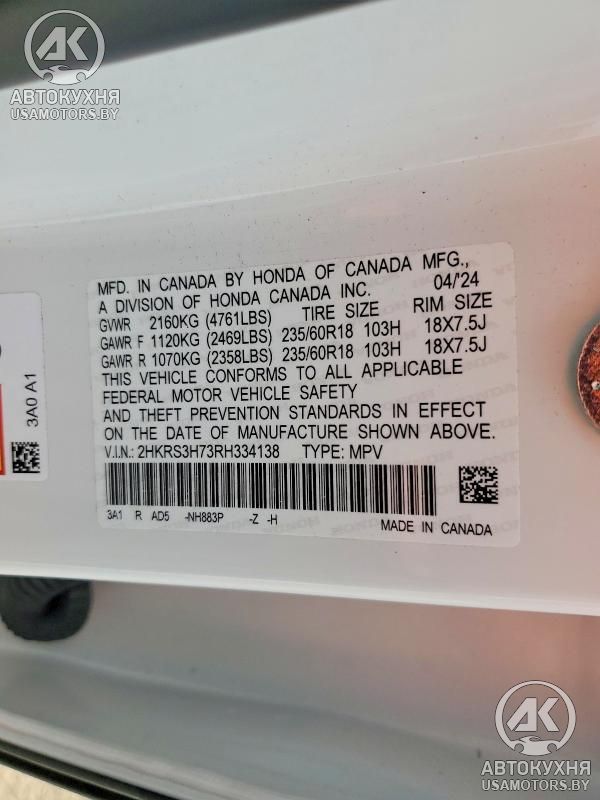 AK
АВТОКУХНЯ
USAMOTORS.BY
MFD. IN CANADA BY HONDA OF CANADA MFG.,
A DIVISION OF HONDA CANADA INC. 04/'24
GVWR 2160KG (4761LBS) TIRE SIZE RIM SIZE
GAWR F 1120KG (2469LBS) 235/60R18 103H 18X7.5J
GAWR R 1070KG (2358LBS) 235/60R18 103H 18X7.5J
THIS VEHICLE CONFORMS TO ALL APPLICABLE
FEDERAL MOTOR VEHICLE SAFETY
AND THEFT PREVENTION STANDARDS IN EFFECT
ON THE DATE OF MANUFACTURE SHOWN ABOVE.
V.I.N.: 2HKRS3H73RH334138 TYPE: MPV
3A1 R AD5 -NH883P -Z -H
MADE IN CANADA
3A0 A1
AK
АВТОКУХНЯ
USAMOTORS.BY